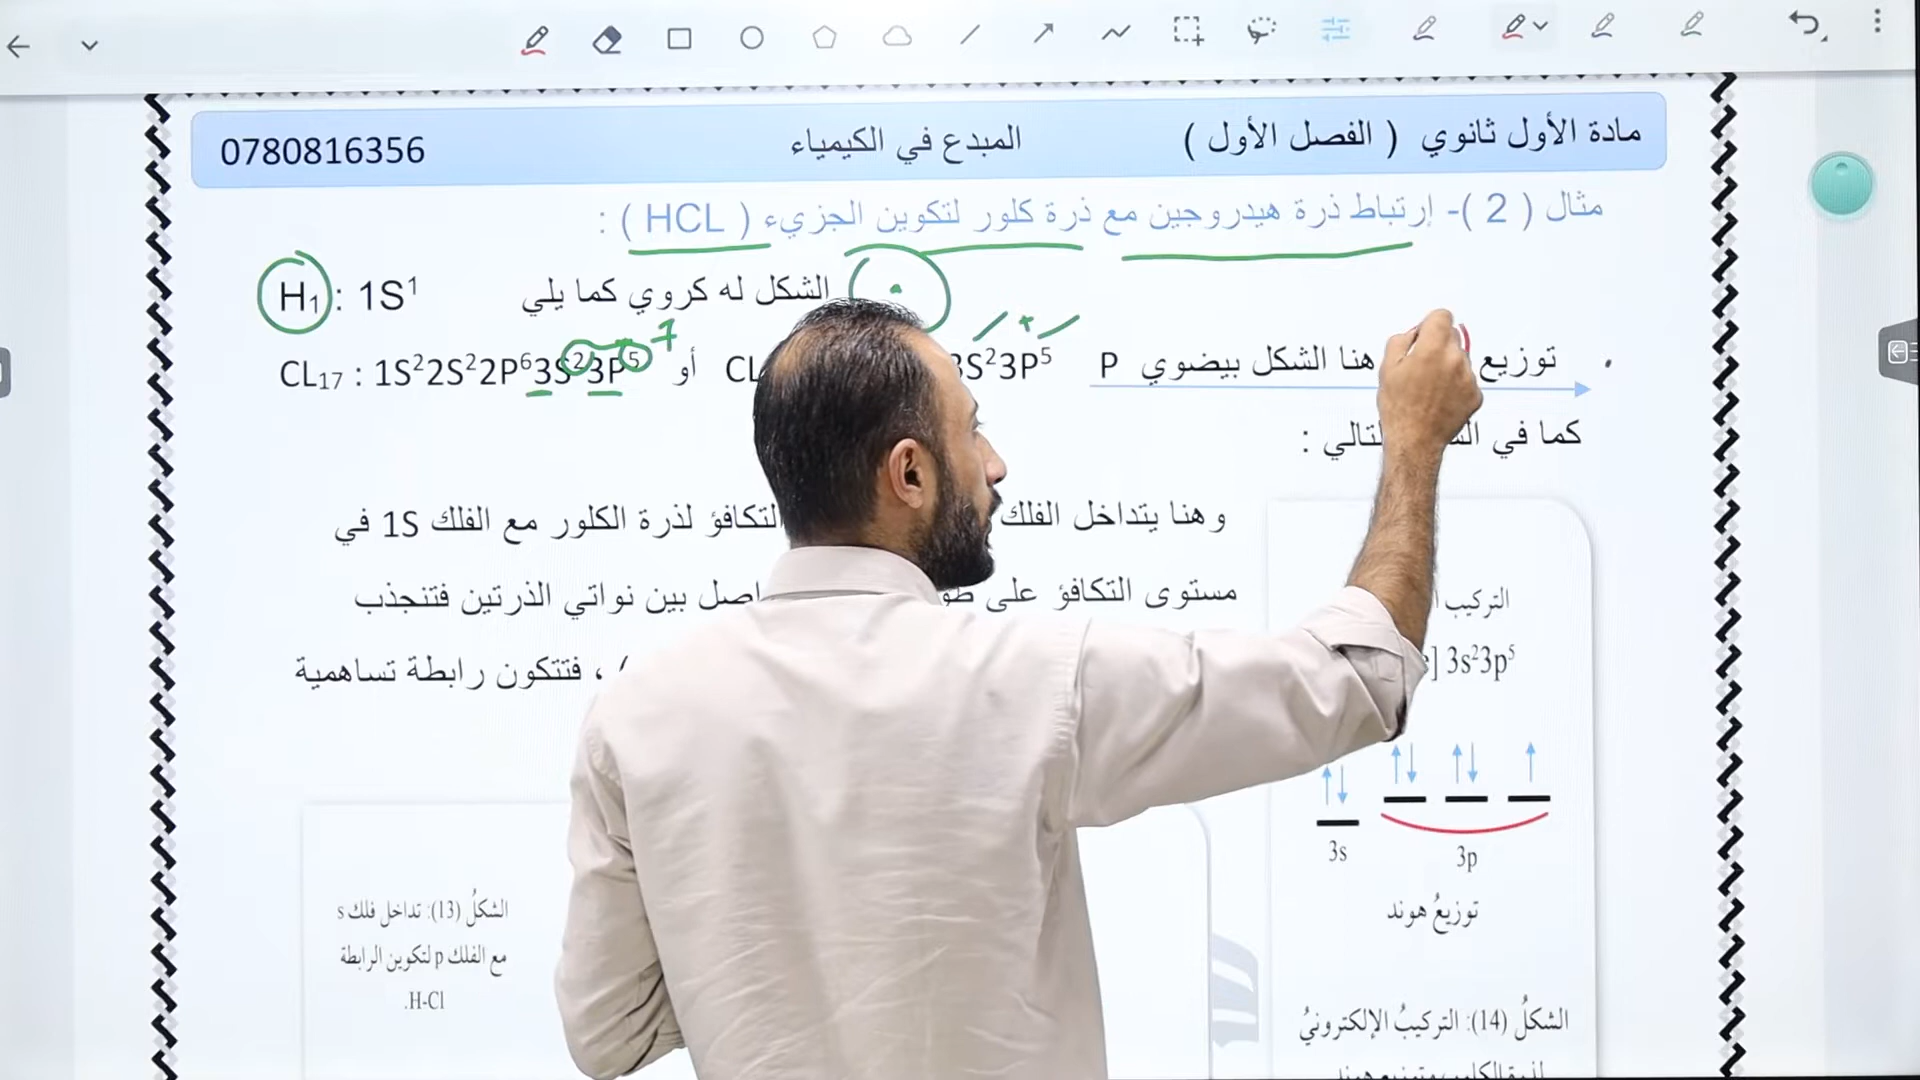 مادة الأول ثانوي ( الفصل الأول ) المبدع في الكيمياء 0780816356
مثال ( 2 )- إرتباط ذرة هيدروجين مع ذرة كلور لتكوين الجزيء ( HCL ) :
H₁ : 1S¹ الشكل له كروي كما يلي
7
CL₁₇ : 1S²2S²2P⁶3S²3P⁵ أو CL 3S²3P⁵ توزيع هنا الشكل بيضوي P
كما في التالي :
وهنا يتداخل الفلك التكافؤ لذرة الكلور مع الفلك 1S في
مستوى التكافؤ على بين نواتي الذرتين فتنجذب
، فتتكون رابطة تساهمية
التركيب
] 3s²3p⁵
3s 3p
توزيعُ هوند
الشكلُ (13): تداخل فلك s
مع الفلك p لتكوين الرابطة
H-Cl.
الشكلُ (14): التركيبُ الإلكترونيُ